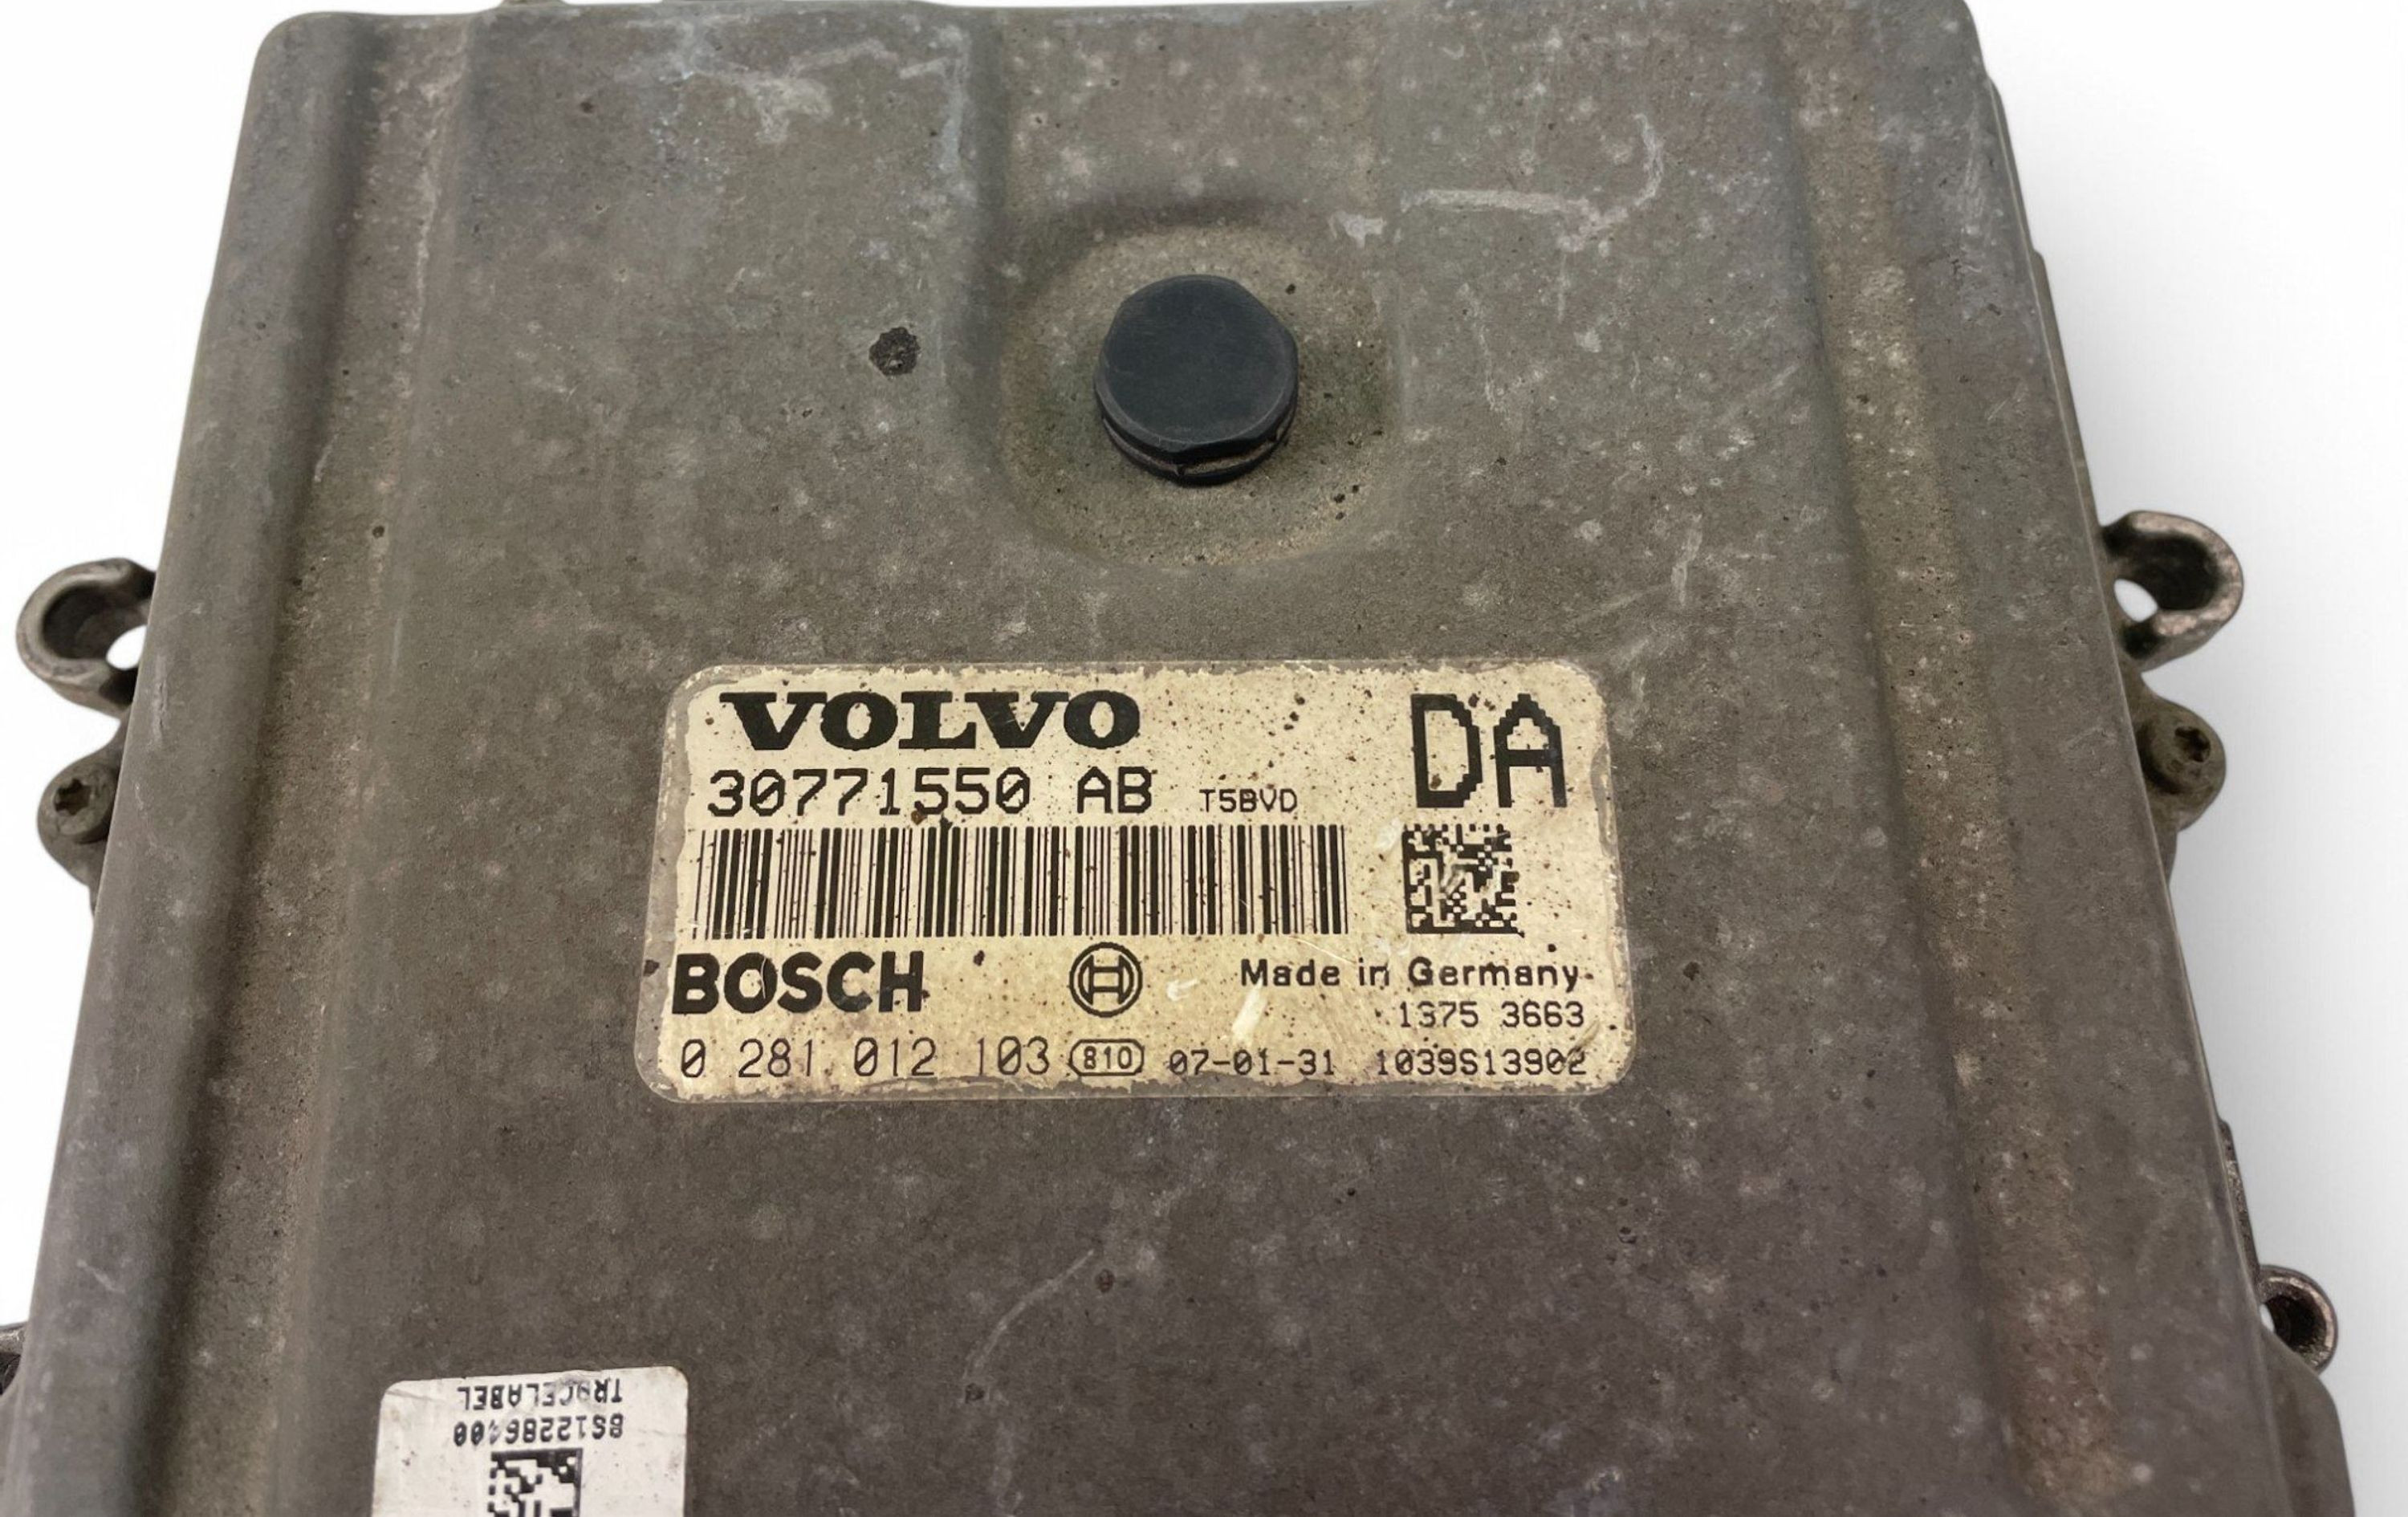 VOLVO
DA
30771550 AB T5BVD
BOSCH
Made in Germany
1375 3663
0 281 012 103 810 07-01-31 1039S13902
TRACELABEL